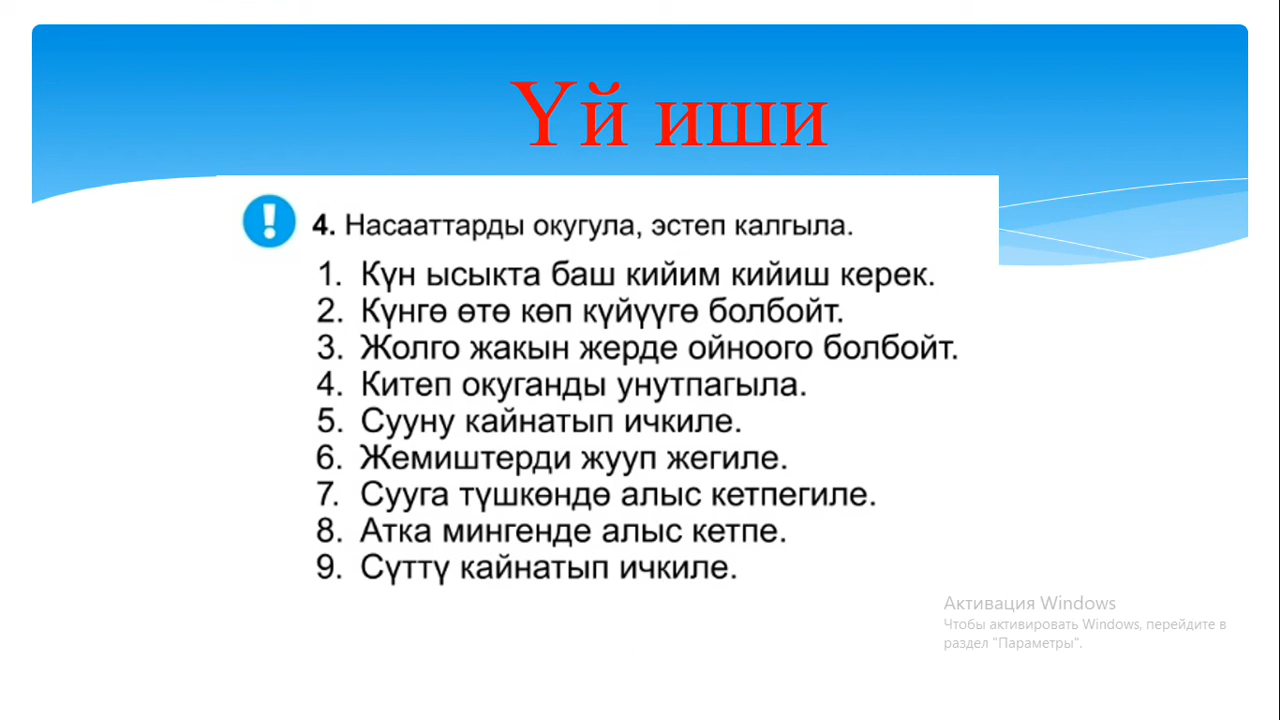 Үй иши
4. Насааттарды окугула, эстеп калгыла.
1. Күн ысыкта баш кийим кийиш керек.
2. Күнгө өтө көп күйүүгө болбойт.
3. Жолго жакын жерде ойноого болбойт.
4. Китеп окуганды унутпагыла.
5. Сууну кайнатып ичкиле.
6. Жемиштерди жууп жегиле.
7. Сууга түшкөндө алыс кетпегиле.
8. Атка мингенде алыс кетпе.
9. Сүттү кайнатып ичкиле.
Активация Windows
Чтобы активировать Windows, перейдите в
раздел "Параметры".